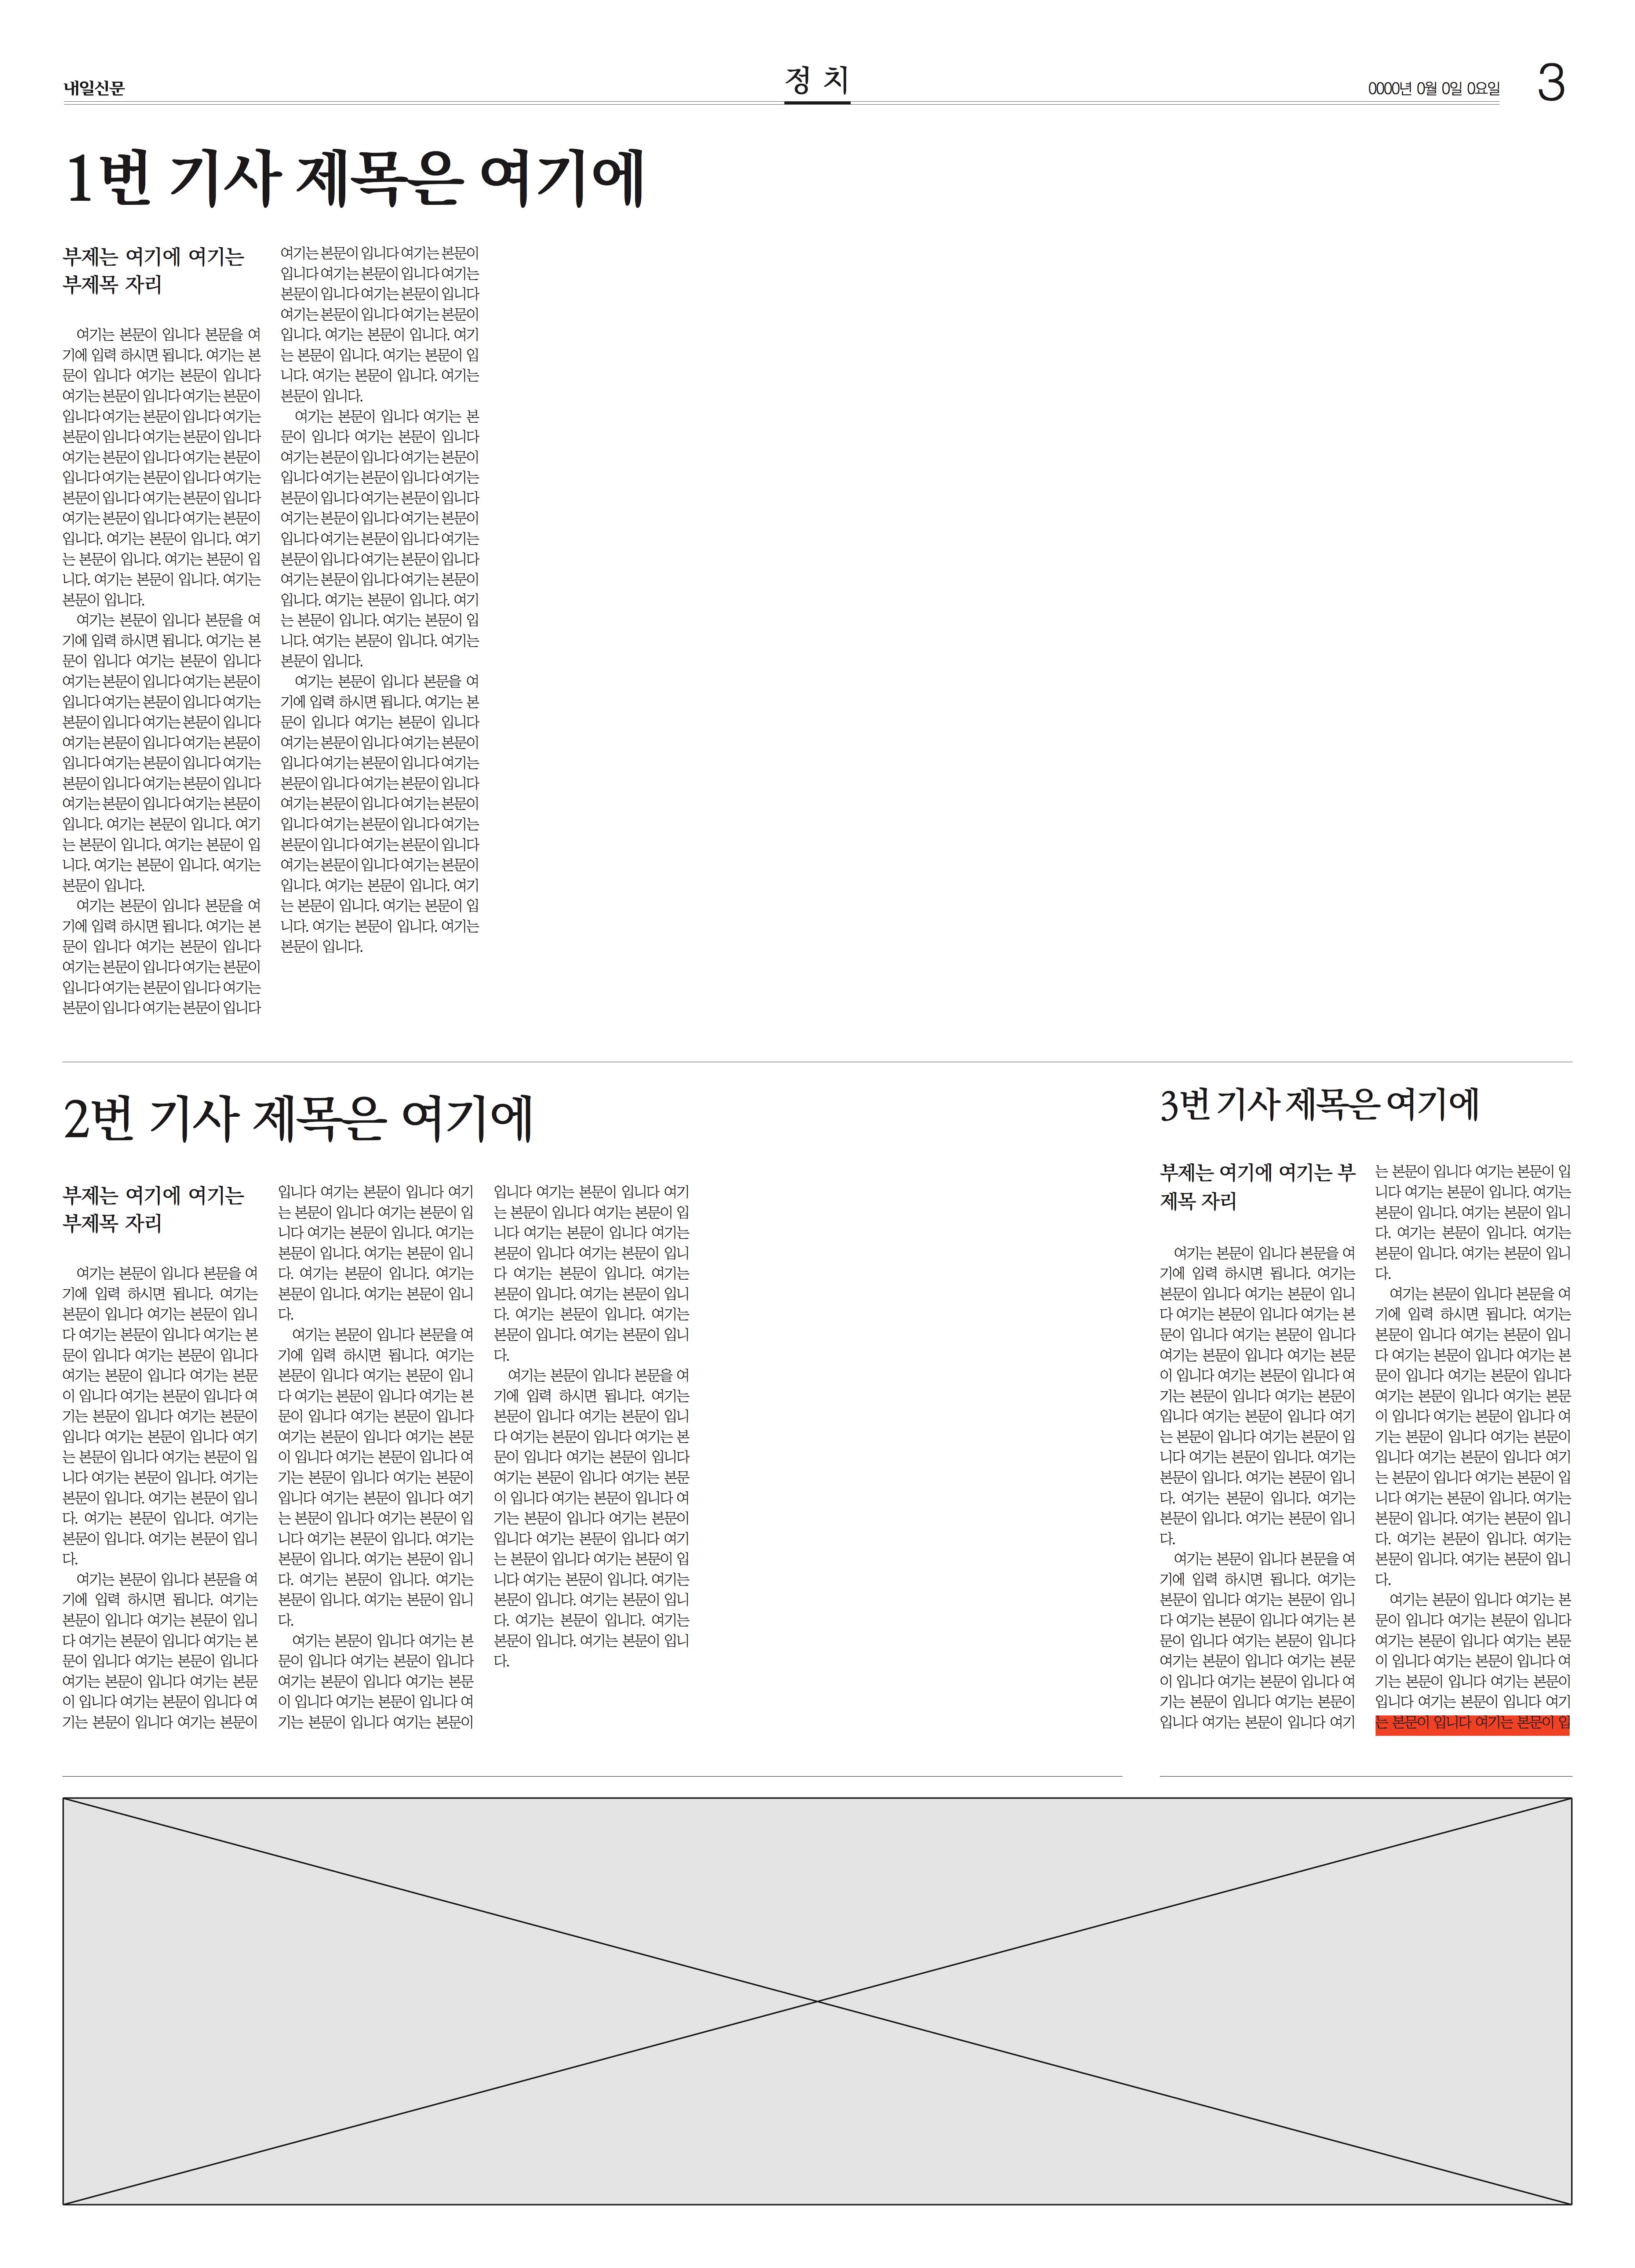 내일신문
정 치
0000년 0월 0일 0요일
3
1번 기사 제목은 여기에
부제는 여기에 여기는
부제목 자리
여기는 본문이 입니다 본문을 여
기에 입력 하시면 됩니다. 여기는 본
문이 입니다 여기는 본문이 입니다
여기는 본문이 입니다 여기는 본문이
입니다 여기는 본문이 입니다 여기는
본문이 입니다 여기는 본문이 입니다
여기는 본문이 입니다 여기는 본문이
입니다 여기는 본문이 입니다 여기는
본문이 입니다 여기는 본문이 입니다
여기는 본문이 입니다 여기는 본문이
입니다. 여기는 본문이 입니다. 여기
는 본문이 입니다. 여기는 본문이 입
니다. 여기는 본문이 입니다. 여기는
본문이 입니다.
여기는 본문이 입니다 본문을 여
기에 입력 하시면 됩니다. 여기는 본
문이 입니다 여기는 본문이 입니다
여기는 본문이 입니다 여기는 본문이
입니다 여기는 본문이 입니다 여기는
본문이 입니다 여기는 본문이 입니다
여기는 본문이 입니다 여기는 본문이
입니다 여기는 본문이 입니다 여기는
본문이 입니다 여기는 본문이 입니다
여기는 본문이 입니다 여기는 본문이
입니다. 여기는 본문이 입니다. 여기
는 본문이 입니다. 여기는 본문이 입
니다. 여기는 본문이 입니다. 여기는
본문이 입니다.
여기는 본문이 입니다 본문을 여
기에 입력 하시면 됩니다. 여기는 본
문이 입니다 여기는 본문이 입니다
여기는 본문이 입니다 여기는 본문이
입니다 여기는 본문이 입니다 여기는
본문이 입니다 여기는 본문이 입니다
여기는 본문이 입니다 여기는 본문이
입니다 여기는 본문이 입니다 여기는
본문이 입니다 여기는 본문이 입니다
여기는 본문이 입니다 여기는 본문이
입니다. 여기는 본문이 입니다. 여기
는 본문이 입니다. 여기는 본문이 입
니다. 여기는 본문이 입니다. 여기는
본문이 입니다.
여기는 본문이 입니다 여기는 본
문이 입니다 여기는 본문이 입니다
여기는 본문이 입니다 여기는 본문이
입니다 여기는 본문이 입니다 여기는
본문이 입니다 여기는 본문이 입니다
여기는 본문이 입니다 여기는 본문이
입니다 여기는 본문이 입니다 여기는
본문이 입니다 여기는 본문이 입니다
여기는 본문이 입니다 여기는 본문이
입니다. 여기는 본문이 입니다. 여기
는 본문이 입니다. 여기는 본문이 입
니다. 여기는 본문이 입니다. 여기는
본문이 입니다.
여기는 본문이 입니다 본문을 여
기에 입력 하시면 됩니다. 여기는 본
문이 입니다 여기는 본문이 입니다
여기는 본문이 입니다 여기는 본문이
입니다 여기는 본문이 입니다 여기는
본문이 입니다 여기는 본문이 입니다
여기는 본문이 입니다 여기는 본문이
입니다 여기는 본문이 입니다 여기는
본문이 입니다 여기는 본문이 입니다
여기는 본문이 입니다 여기는 본문이
입니다. 여기는 본문이 입니다. 여기
는 본문이 입니다. 여기는 본문이 입
니다. 여기는 본문이 입니다. 여기는
본문이 입니다.
2번 기사 제목은 여기에
부제는 여기에 여기는
부제목 자리
여기는 본문이 입니다 본문을 여
기에 입력 하시면 됩니다. 여기는
본문이 입니다 여기는 본문이 입니
다 여기는 본문이 입니다 여기는 본
문이 입니다 여기는 본문이 입니다
여기는 본문이 입니다 여기는 본문
이 입니다 여기는 본문이 입니다 여
기는 본문이 입니다 여기는 본문이
입니다 여기는 본문이 입니다 여기
는 본문이 입니다 여기는 본문이 입
니다 여기는 본문이 입니다. 여기는
본문이 입니다. 여기는 본문이 입니
다. 여기는 본문이 입니다. 여기는
본문이 입니다. 여기는 본문이 입니
다.
여기는 본문이 입니다 본문을 여
기에 입력 하시면 됩니다. 여기는
본문이 입니다 여기는 본문이 입니
다 여기는 본문이 입니다 여기는 본
문이 입니다 여기는 본문이 입니다
여기는 본문이 입니다 여기는 본문
이 입니다 여기는 본문이 입니다 여
기는 본문이 입니다 여기는 본문이
입니다 여기는 본문이 입니다 여기
는 본문이 입니다 여기는 본문이 입
니다 여기는 본문이 입니다. 여기는
본문이 입니다. 여기는 본문이 입니
다. 여기는 본문이 입니다. 여기는
본문이 입니다. 여기는 본문이 입니
다.
여기는 본문이 입니다 본문을 여
기에 입력 하시면 됩니다. 여기는
본문이 입니다 여기는 본문이 입니
다 여기는 본문이 입니다 여기는 본
문이 입니다 여기는 본문이 입니다
여기는 본문이 입니다 여기는 본문
이 입니다 여기는 본문이 입니다 여
기는 본문이 입니다 여기는 본문이
입니다 여기는 본문이 입니다 여기
는 본문이 입니다 여기는 본문이 입
니다 여기는 본문이 입니다. 여기는
본문이 입니다. 여기는 본문이 입니
다. 여기는 본문이 입니다. 여기는
본문이 입니다. 여기는 본문이 입니
다.
여기는 본문이 입니다 여기는 본
문이 입니다 여기는 본문이 입니다
여기는 본문이 입니다 여기는 본문
이 입니다 여기는 본문이 입니다 여
기는 본문이 입니다 여기는 본문이
입니다 여기는 본문이 입니다 여기
는 본문이 입니다 여기는 본문이 입
니다 여기는 본문이 입니다 여기는
본문이 입니다 여기는 본문이 입니
다 여기는 본문이 입니다. 여기는
본문이 입니다. 여기는 본문이 입니
다. 여기는 본문이 입니다. 여기는
본문이 입니다. 여기는 본문이 입니
다.
여기는 본문이 입니다 본문을 여
기에 입력 하시면 됩니다. 여기는
본문이 입니다 여기는 본문이 입니
다 여기는 본문이 입니다 여기는 본
문이 입니다 여기는 본문이 입니다
여기는 본문이 입니다 여기는 본문
이 입니다 여기는 본문이 입니다 여
기는 본문이 입니다 여기는 본문이
입니다 여기는 본문이 입니다 여기
는 본문이 입니다 여기는 본문이 입
니다 여기는 본문이 입니다. 여기는
본문이 입니다. 여기는 본문이 입니
다. 여기는 본문이 입니다. 여기는
본문이 입니다. 여기는 본문이 입니
다.
3번 기사 제목은 여기에
부제는 여기에 여기는 부
제목 자리
여기는 본문이 입니다 본문을 여
기에 입력 하시면 됩니다. 여기는
본문이 입니다 여기는 본문이 입니
다 여기는 본문이 입니다 여기는 본
문이 입니다 여기는 본문이 입니다
여기는 본문이 입니다 여기는 본문
이 입니다 여기는 본문이 입니다 여
기는 본문이 입니다 여기는 본문이
입니다 여기는 본문이 입니다 여기
는 본문이 입니다 여기는 본문이 입
니다 여기는 본문이 입니다. 여기는
본문이 입니다. 여기는 본문이 입니
다. 여기는 본문이 입니다. 여기는
본문이 입니다. 여기는 본문이 입니
다.
여기는 본문이 입니다 본문을 여
기에 입력 하시면 됩니다. 여기는
본문이 입니다 여기는 본문이 입니
다 여기는 본문이 입니다 여기는 본
문이 입니다 여기는 본문이 입니다
여기는 본문이 입니다 여기는 본문
이 입니다 여기는 본문이 입니다 여
기는 본문이 입니다 여기는 본문이
입니다 여기는 본문이 입니다 여기
는 본문이 입니다 여기는 본문이 입
니다 여기는 본문이 입니다. 여기는
본문이 입니다. 여기는 본문이 입니
다. 여기는 본문이 입니다. 여기는
본문이 입니다. 여기는 본문이 입니
다.
여기는 본문이 입니다 본문을 여
기에 입력 하시면 됩니다. 여기는
본문이 입니다 여기는 본문이 입니
다 여기는 본문이 입니다 여기는 본
문이 입니다 여기는 본문이 입니다
여기는 본문이 입니다 여기는 본문
이 입니다 여기는 본문이 입니다 여
기는 본문이 입니다 여기는 본문이
입니다 여기는 본문이 입니다 여기
는 본문이 입니다 여기는 본문이 입
니다 여기는 본문이 입니다. 여기는
본문이 입니다. 여기는 본문이 입니
다. 여기는 본문이 입니다. 여기는
본문이 입니다. 여기는 본문이 입니
다.
여기는 본문이 입니다 여기는 본
문이 입니다 여기는 본문이 입니다
여기는 본문이 입니다 여기는 본문
이 입니다 여기는 본문이 입니다 여
기는 본문이 입니다 여기는 본문이
입니다 여기는 본문이 입니다 여기
는 본문이 입니다 여기는 본문이 입